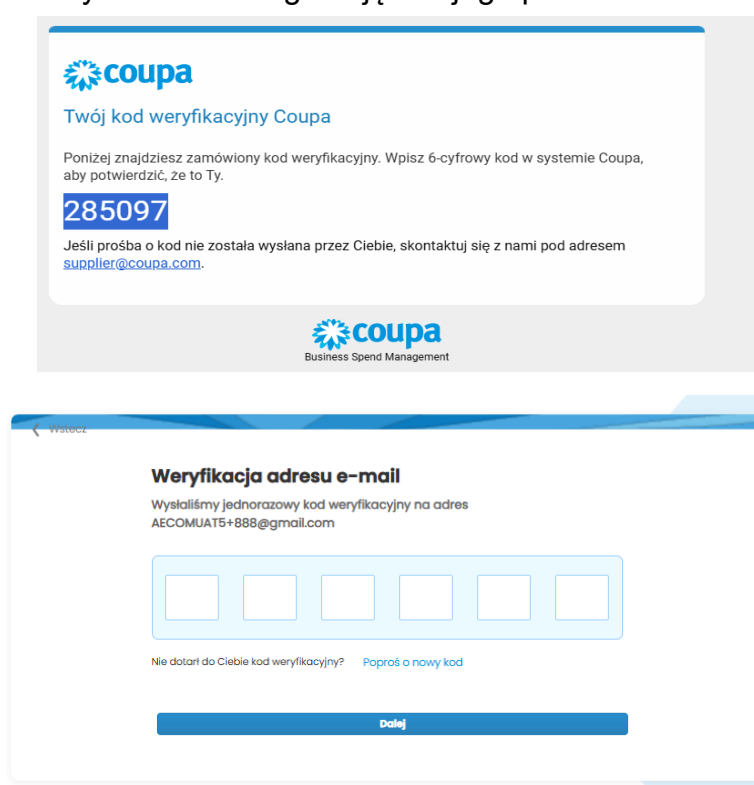 coupa
Twój kod weryfikacyjny Coupa
Poniżej znajdziesz zamówiony kod weryfikacyjny. Wpisz 6-cyfrowy kod w systemie Coupa,
aby potwierdzić, że to Ty.
285097
Jeśli prośba o kod nie została wysłana przez Ciebie, skontaktuj się z nami pod adresem
supplier@coupa.com.
coupa
Business Spend Management
Wstecz
Weryfikacja adresu e-mail
Wysłaliśmy jednorazowy kod weryfikacyjny na adres
AECOMUAT5+888@gmail.com
Nie dotarł do Ciebie kod weryfikacyjny? Poproś o nowy kod
Dalej